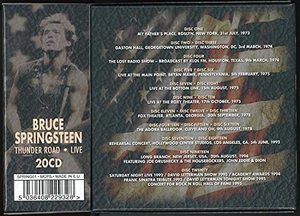 DISC ONE
MY FATHER'S PLACE, ROSLYN, NEW YORK, 31st JULY, 1973
DISC TWO • DISC THREE
GASTON HALL, GEORGETOWN UNIVERSITY, WASHINGTON, DC, 3rd MARCH, 1974
DISC FOUR
THE LOST RADIO SHOW - BROADCAST BY KLOL FM, HOUSTON, TEXAS, 9th MARCH, 1974
DISC FIVE • DISC SIX
LIVE AT THE MAIN POINT, BRYAN MAWR, PENNSYLVANIA, 5th FEBRUARY, 1975
DISC SEVEN • DISC EIGHT
LIVE AT THE BOTTOM LINE, 15th AUGUST, 1975
DISC NINE • DISC TEN
LIVE AT THE ROXY THEATER, 17th OCTOBER, 1975
DISC ELEVEN • DISC TWELVE • DISC THIRTEEN
FOX THEATER, ATLANTA, GEORGIA, 30th SEPTEMBER, 1978
DISC FOURTEEN • DISC FIFTEEN • DISC SIXTEEN
THE AGORA BALLROOM, CLEVELAND, OH, 9th AUGUST, 1978
DISC SEVENTEEN • DISC EIGHTEEN
REHEARSAL CONCERT, HOLLYWOOD CENTER STUDIOS, LOS ANGELES, CA, 5th JUNE, 1992
DISC NINETEEN
LONG BRANCH, NEW JERSEY, 20th AUGUST, 1994
FEATURING JOE GRUSHECKY & THE HOUSEROCKERS, JOHN EDDIE &
DISC TWENTY
SATURDAY NIGHT LIVE 1992 • DAVID LETTERMAN SHOW 1993 • ACADEMY AWARDS 1994
FRANK SINATRA TRIBUTE 1995 • DAVID LETTERMAN TONIGHT SHOW 1995
CONCERT FOR ROCK N ROLL HALL OF FAME 1995
BRUCE
SPRINGSTEEN
THUNDER ROAD • LIVE
20CD
SPRING01 • MCPS • MADE IN E.U.
5 036408 222932